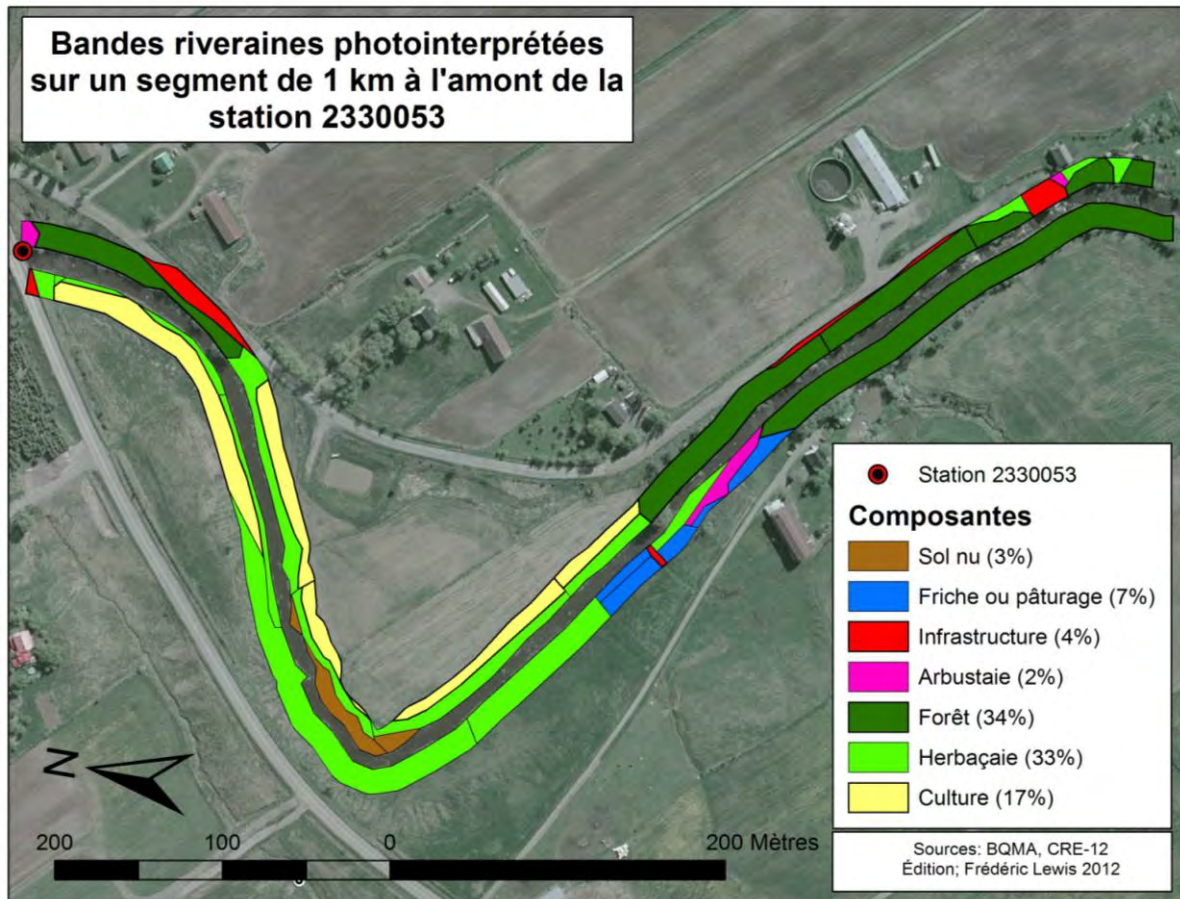 Bandes riveraines photointerprétées
sur un segment de 1 km à l'amont de la
station 2330053
Station 2330053
Composantes
Sol nu (3%)
Friche ou pâturage (7%)
Infrastructure (4%)
Arbustaie (2%)
Forêt (34%)
Herbaçaie (33%)
Culture (17%)
N
200 100 0 200 Mètres
Sources: BQMA, CRE-12
Édition; Frédéric Lewis 2012